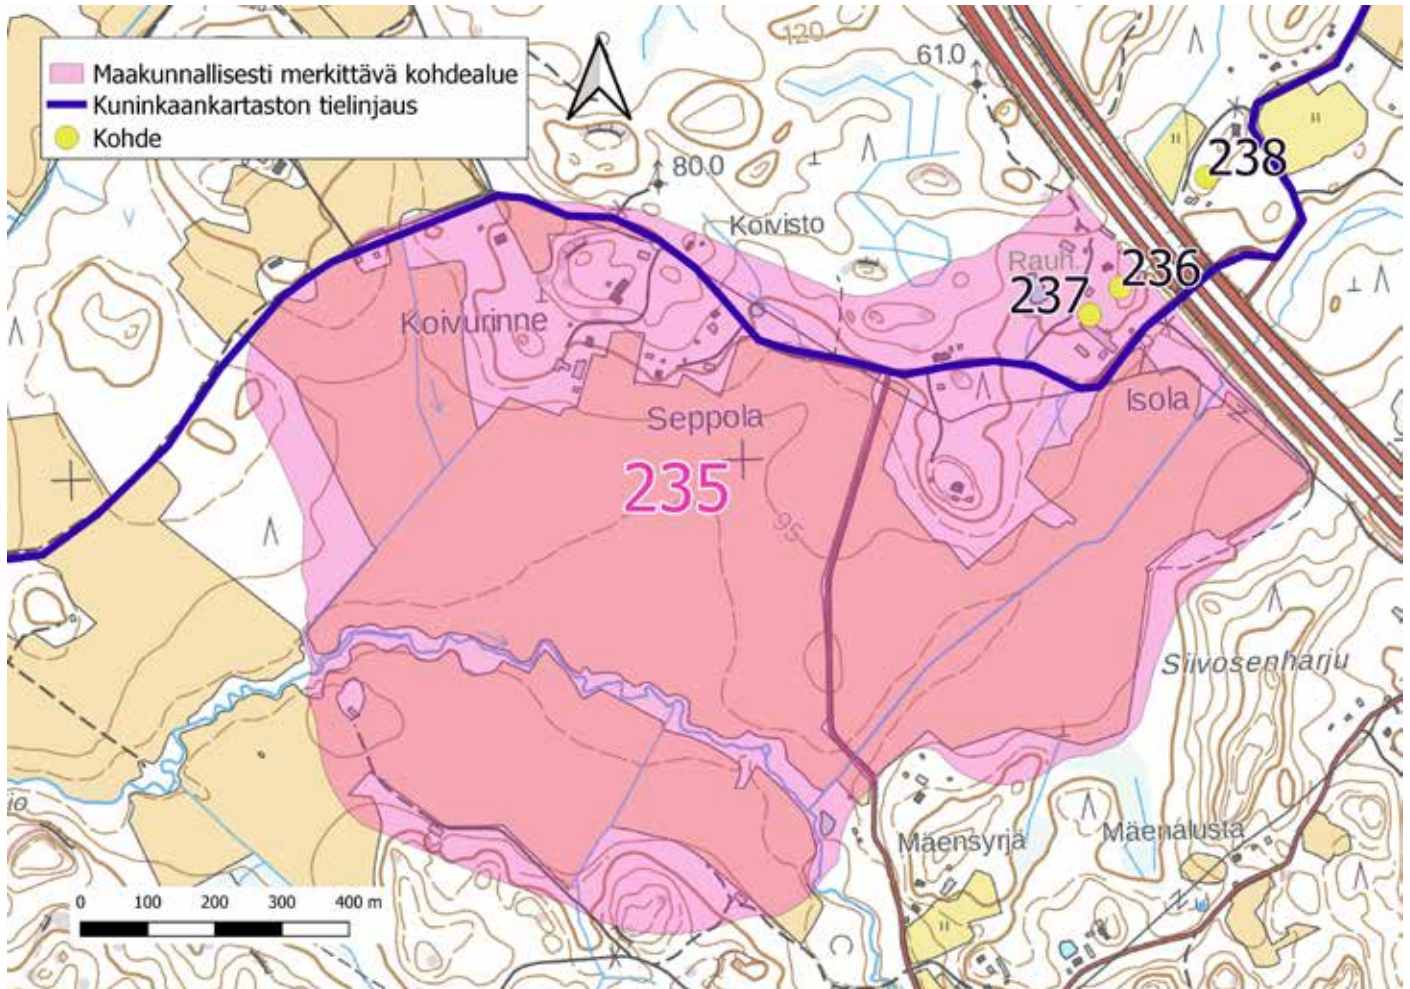 Maakunnallisesti merkittävä kohdealue
Kuninkaankartaston tielinjaus
Kohde
120
61.0
80.0
238
Koivisto
Rauh.
236
237
Koivurinne
Isola
Seppola
235
95
Siivosenharju
Mäensyrjä
Mäenalusta
0 100 200 300 400 m